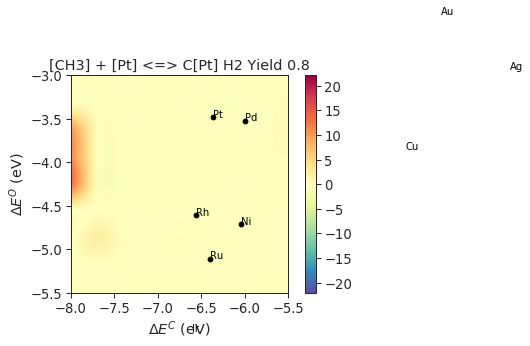 Au
Ag
[CH3] + [Pt] <=> C[Pt] H2 Yield 0.8
−3.0
−3.5
−4.0
−4.5
−5.0
−5.5
ΔE^O (eV)
Pt
Pd
Rh
Ni
Ru
Cu
20
15
10
5
0
−5
−10
−15
−20
−8.0 −7.5 −7.0 −6.5 −6.0 −5.5
ΔE^C (eV)
Ir